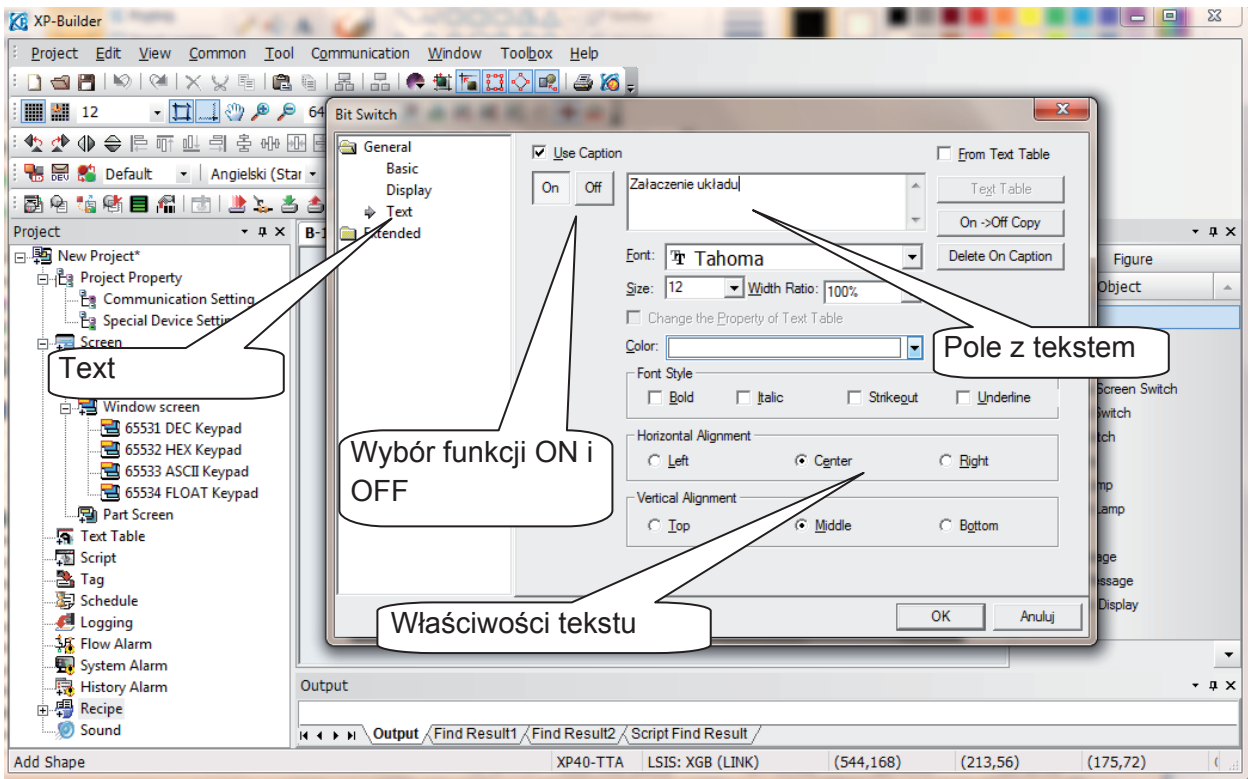 XP-Builder
Project Edit View Common Tool Communication Window Toolbox Help
12
64
Default Angielski (Star
Project
New Project*
Project Property
Communication Setting
Special Device Setting
Screen
Window screen
65531 DEC Keypad
65532 HEX Keypad
65533 ASCII Keypad
65534 FLOAT Keypad
Part Screen
Text Table
Script
Tag
Schedule
Logging
Flow Alarm
System Alarm
History Alarm
Recipe
Sound
Text
Bit Switch
General
Basic
Display
Text
Extended
Use Caption
From Text Table
On Off
Załaczenie układu
Text Table
On ->Off Copy
Delete On Caption
Font: Tahoma
Size: 12 Width Ratio: 100%
Change the Property of Text Table
Color:
Font Style
Bold Italic Strikeout Underline
Horizontal Alignment
Left Center Right
Vertical Alignment
Top Middle Bottom
OK Anuluj
Pole z tekstem
Wybór funkcji ON i
OFF
Właściwości tekstu
Figure
Object
Screen Switch
Switch
Display
Output
Output Find Result1 Find Result2 Script Find Result
Add Shape XP40-TTA LSIS: XGB (LINK) (544,168) (213,56) (175,72)